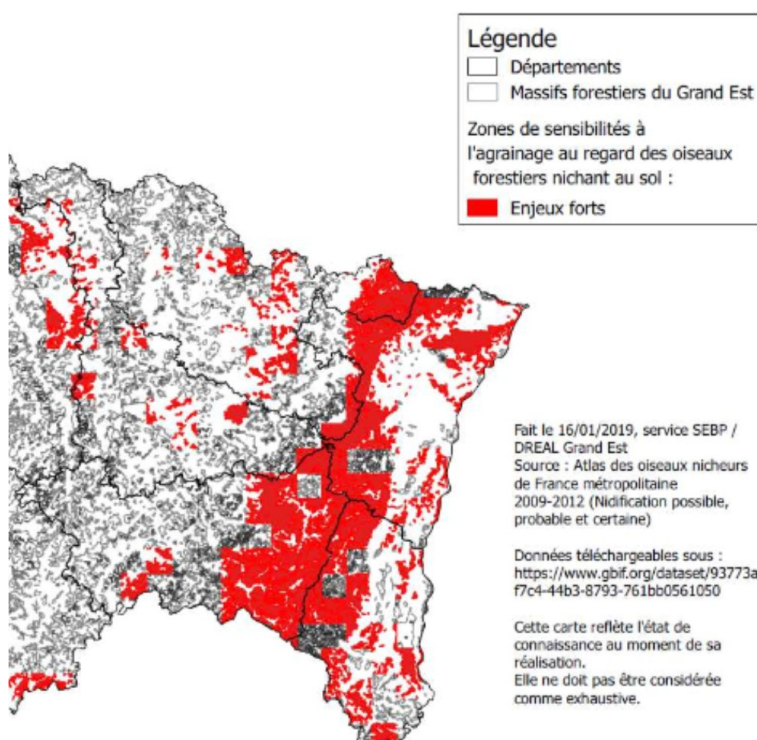 Légende
Départements
Massifs forestiers du Grand Est
Zones de sensibilités à
l'agrainage au regard des oiseaux
forestiers nichant au sol :
Enjeux forts
Fait le 16/01/2019, service SEBP /
DREAL Grand Est
Source : Atlas des oiseaux nicheurs
de France métropolitaine
2009-2012 (Nidification possible,
probable et certaine)
Données téléchargeables sous :
https://www.gbif.org/dataset/93773a
f7c4-44b3-8793-761bb0561050
Cette carte reflète l'état de
connaissance au moment de sa
réalisation.
Elle ne doit pas être considérée
comme exhaustive.